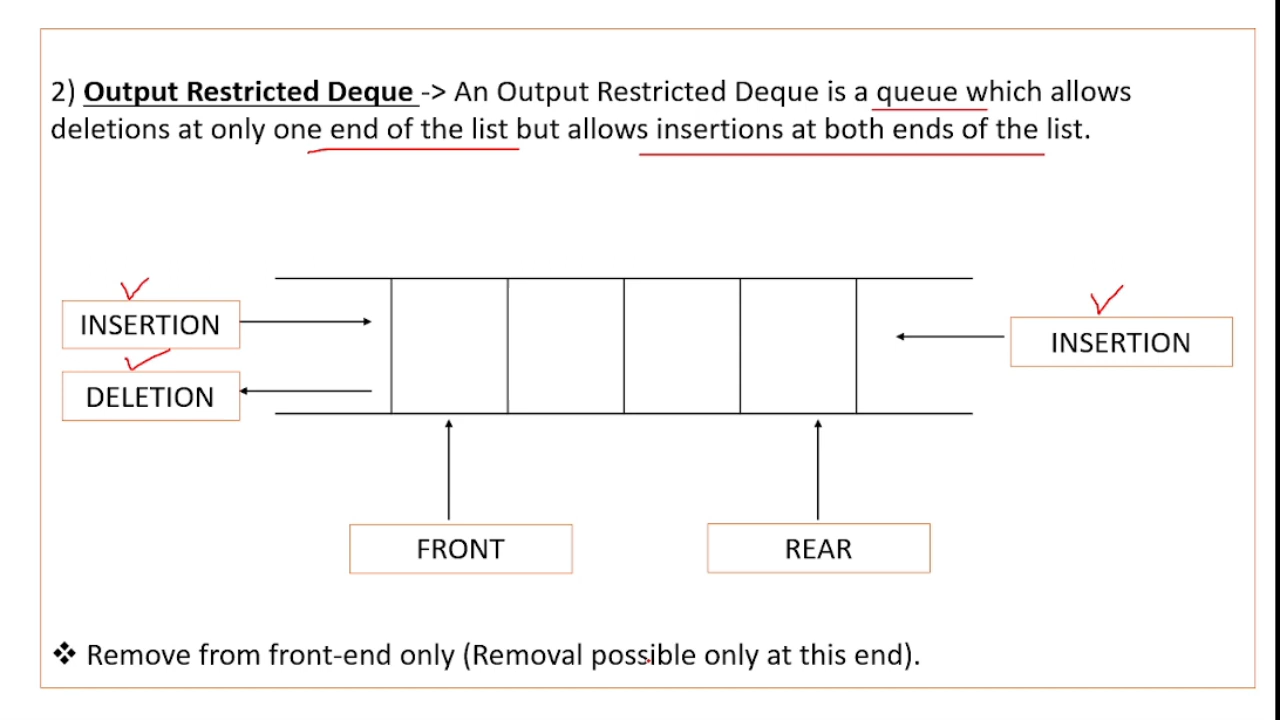 2) Output Restricted Deque -> An Output Restricted Deque is a queue which allows
deletions at only one end of the list but allows insertions at both ends of the list.
INSERTION
DELETION
INSERTION
FRONT
REAR
❖ Remove from front-end only (Removal possible only at this end).